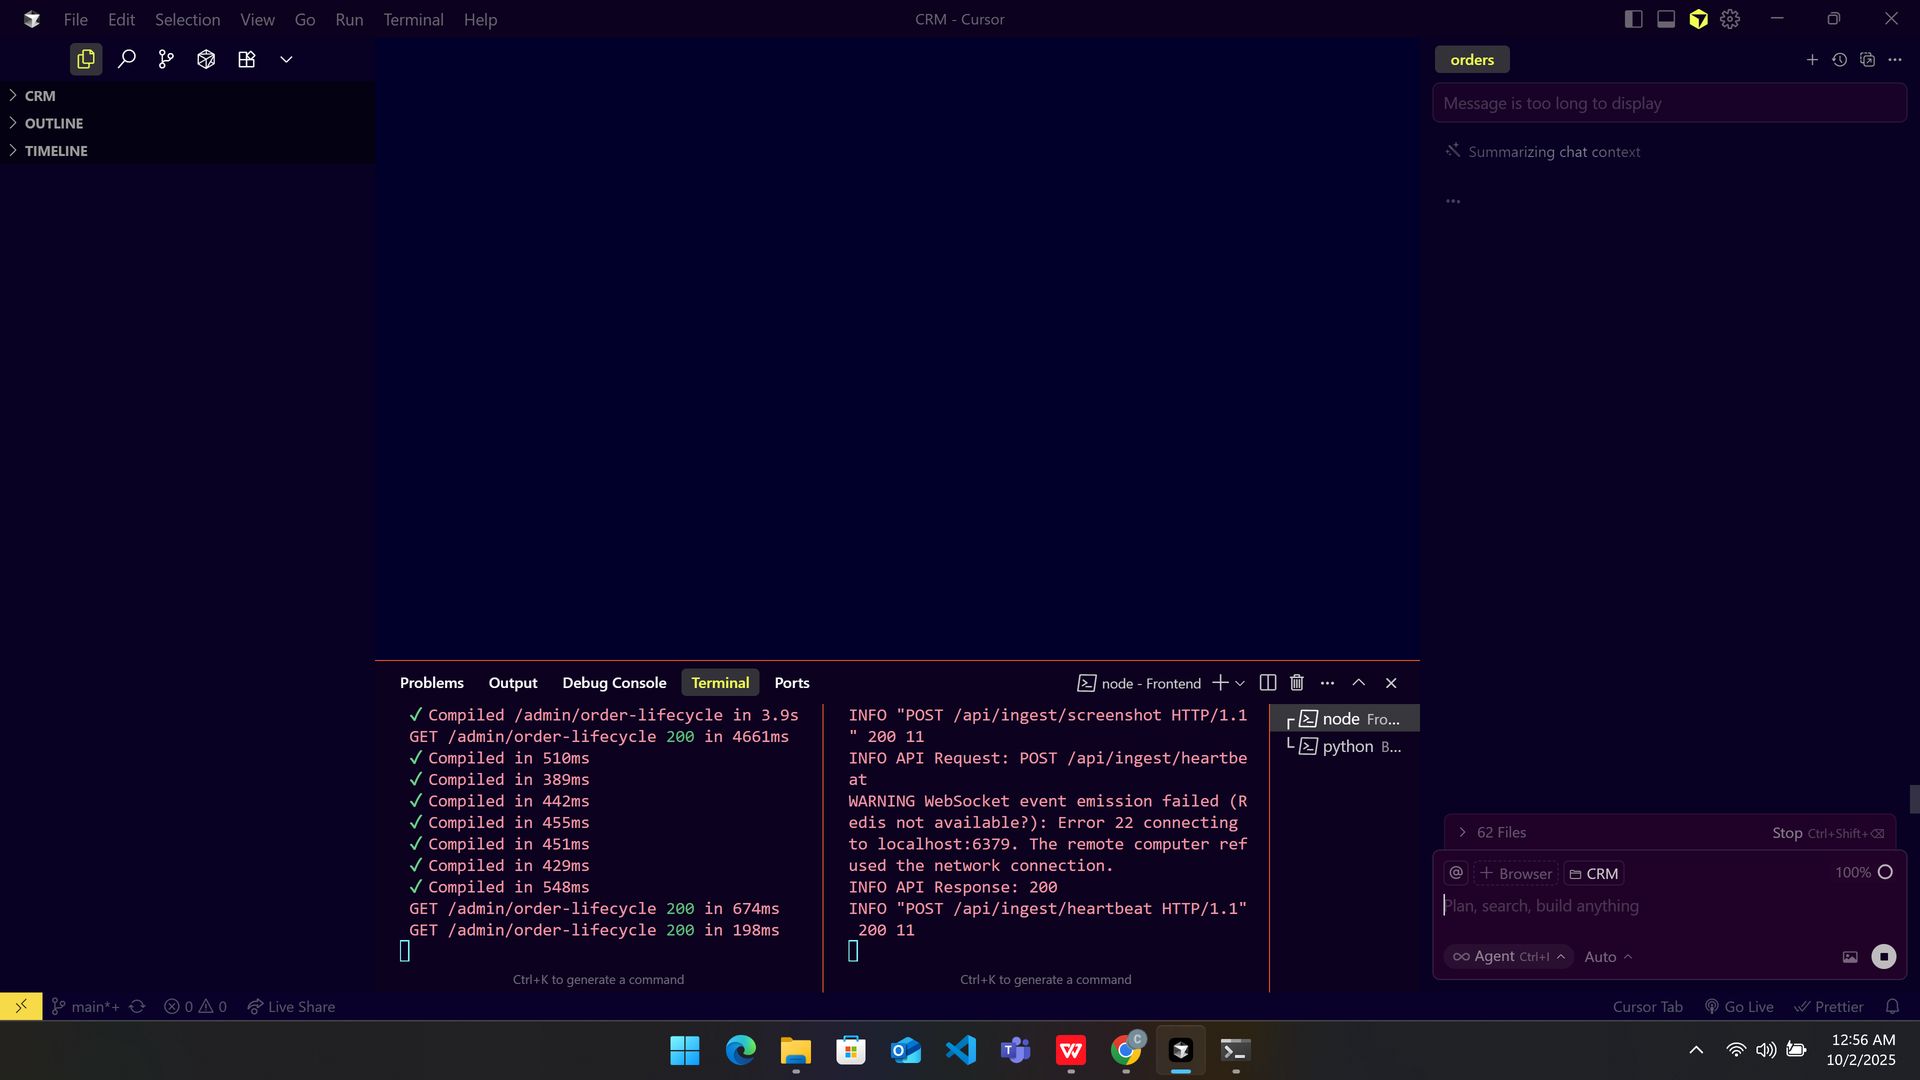 File Edit Selection View Go Run Terminal Help
CRM - Cursor
CRM
OUTLINE
TIMELINE
orders
Message is too long to display
Summarizing chat context
...
Problems Output Debug Console Terminal Ports
node - Frontend
✓ Compiled /admin/order-lifecycle in 3.9s
GET /admin/order-lifecycle 200 in 4661ms
✓ Compiled in 510ms
✓ Compiled in 389ms
✓ Compiled in 442ms
✓ Compiled in 455ms
✓ Compiled in 451ms
✓ Compiled in 429ms
✓ Compiled in 548ms
GET /admin/order-lifecycle 200 in 674ms
GET /admin/order-lifecycle 200 in 198ms
Ctrl+K to generate a command
INFO "POST /api/ingest/screenshot HTTP/1.1
" 200 11
INFO API Request: POST /api/ingest/heartbe
at
WARNING WebSocket event emission failed (R
edis not available?): Error 22 connecting
to localhost:6379. The remote computer ref
used the network connection.
INFO API Response: 200
INFO "POST /api/ingest/heartbeat HTTP/1.1"
200 11
Ctrl+K to generate a command
node Fro...
python B...
62 Files
Stop Ctrl+Shift+⌫
@ + Browser CRM
100%
Plan, search, build anything
Agent Ctrl+I Auto
main*+ 0 0 Live Share
Cursor Tab Go Live Prettier
C
12:56 AM
10/2/2025